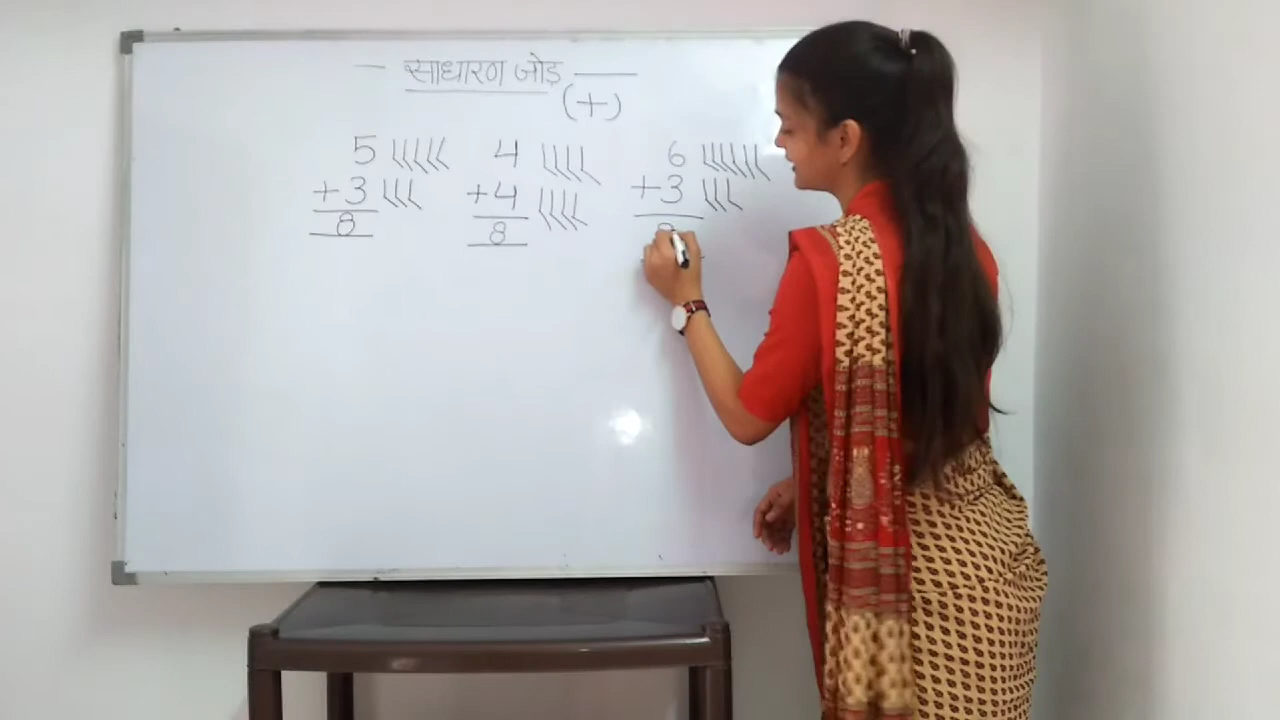 — साधारण जोड़ —
(+)
5 4 6
+3 +4 +3
8 8